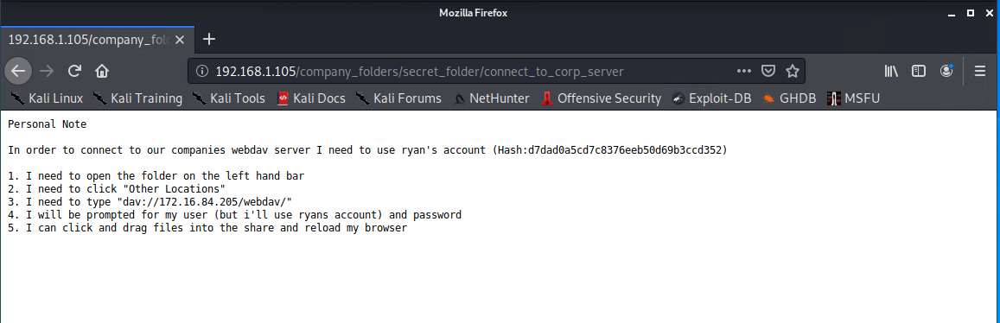 Mozilla Firefox
192.168.1.105/company_fol
192.168.1.105/company_folders/secret_folder/connect_to_corp_server
Kali Linux Kali Training Kali Tools Kali Docs Kali Forums NetHunter Offensive Security Exploit-DB GHDB MSFU
Personal Note
In order to connect to our companies webdav server I need to use ryan's account (Hash:d7dad0a5cd7c8376eeb50d69b3ccd352)
1. I need to open the folder on the left hand bar
2. I need to click "Other Locations"
3. I need to type "dav://172.16.84.205/webdav/"
4. I will be prompted for my user (but i'll use ryans account) and password
5. I can click and drag files into the share and reload my browser